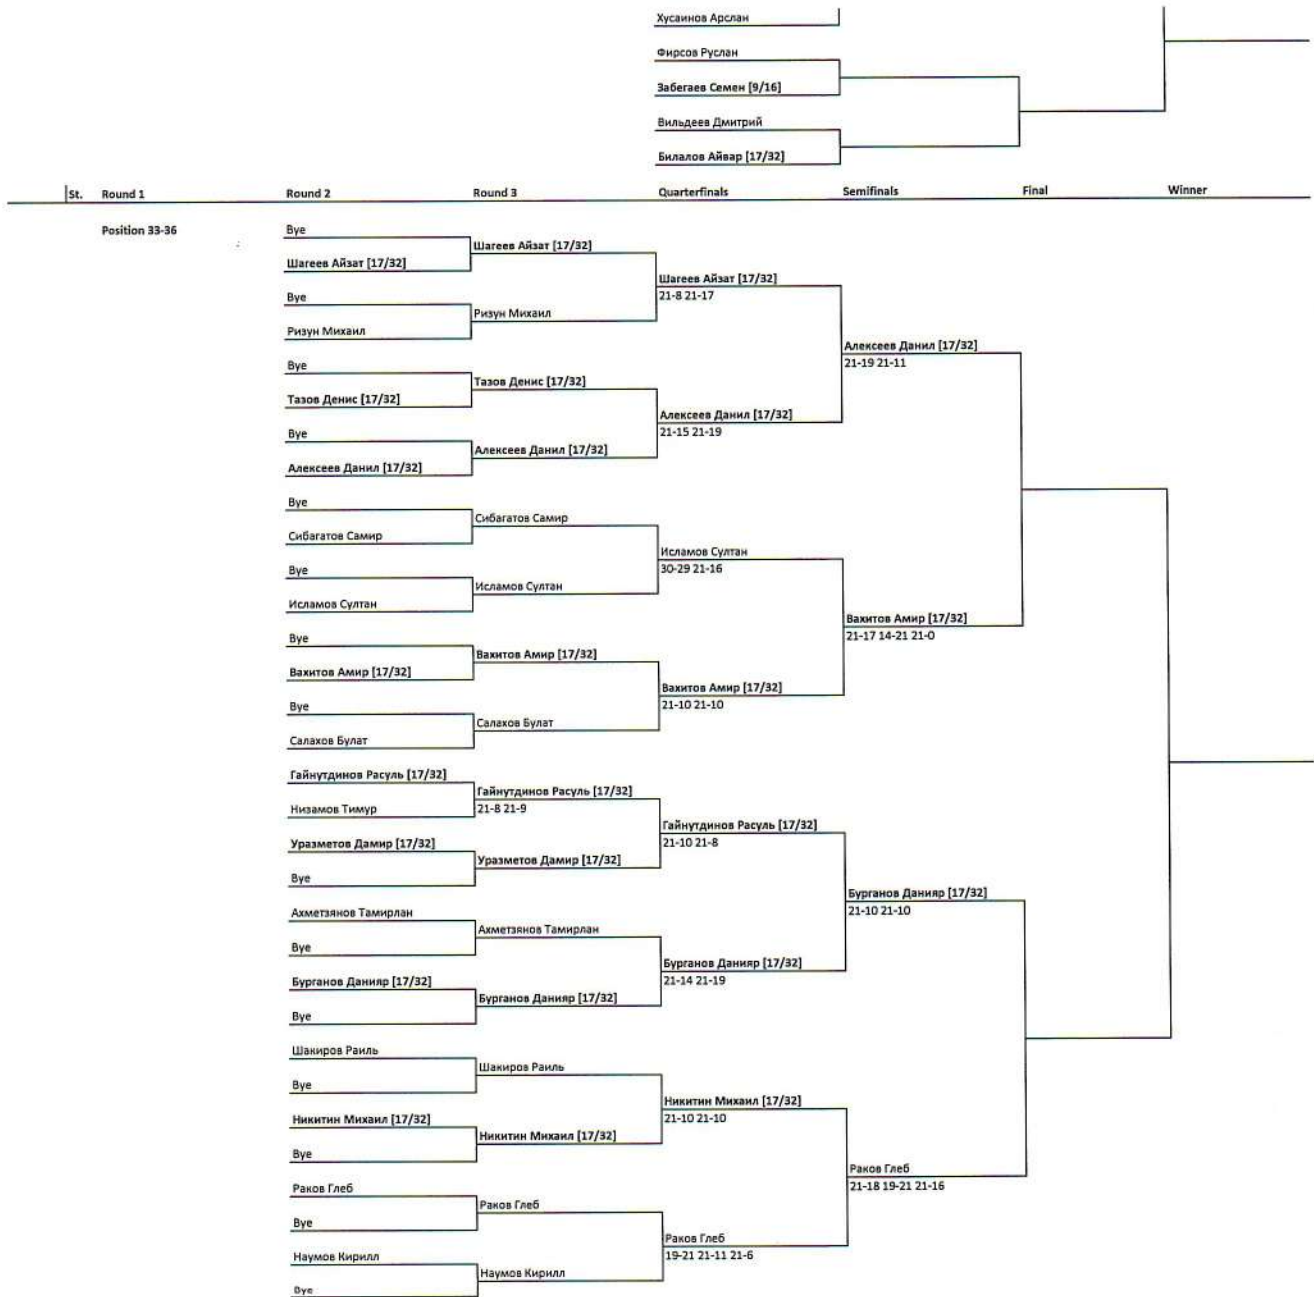 Хусаинов Арслан
Фирсов Руслан
Забегаев Семен [9/16]
Вильдеев Дмитрий
Билалов Айвар [17/32]
St. Round 1 Round 2 Round 3 Quarterfinals Semifinals Final Winner
Position 33-36
Bye
Шагеев Айзат [17/32]
Шагеев Айзат [17/32]
Шагеев Айзат [17/32]
21-8 21-17
Bye
Ризун Михаил
Ризун Михаил
Алексеев Данил [17/32]
21-19 21-11
Bye
Тазов Денис [17/32]
Тазов Денис [17/32]
Алексеев Данил [17/32]
21-15 21-19
Bye
Алексеев Данил [17/32]
Алексеев Данил [17/32]
Bye
Сибагатов Самир
Сибагатов Самир
Исламов Султан
30-29 21-16
Bye
Исламов Султан
Исламов Султан
Вахитов Амир [17/32]
21-17 14-21 21-0
Bye
Вахитов Амир [17/32]
Вахитов Амир [17/32]
Вахитов Амир [17/32]
21-10 21-10
Bye
Салахов Булат
Салахов Булат
Гайнутдинов Расуль [17/32]
Гайнутдинов Расуль [17/32]
21-8 21-9
Низамов Тимур
Гайнутдинов Расуль [17/32]
21-10 21-8
Уразметов Дамир [17/32]
Уразметов Дамир [17/32]
Bye
Бурганов Данияр [17/32]
21-10 21-10
Ахметзянов Тамирлан
Ахметзянов Тамирлан
Bye
Бурганов Данияр [17/32]
21-14 21-19
Бурганов Данияр [17/32]
Бурганов Данияр [17/32]
Bye
Шакиров Раиль
Шакиров Раиль
Bye
Никитин Михаил [17/32]
21-10 21-10
Никитин Михаил [17/32]
Никитин Михаил [17/32]
Bye
Раков Глеб
21-18 19-21 21-16
Раков Глеб
Раков Глеб
Bye
Раков Глеб
19-21 21-11 21-6
Наумов Кирилл
Наумов Кирилл
Bye